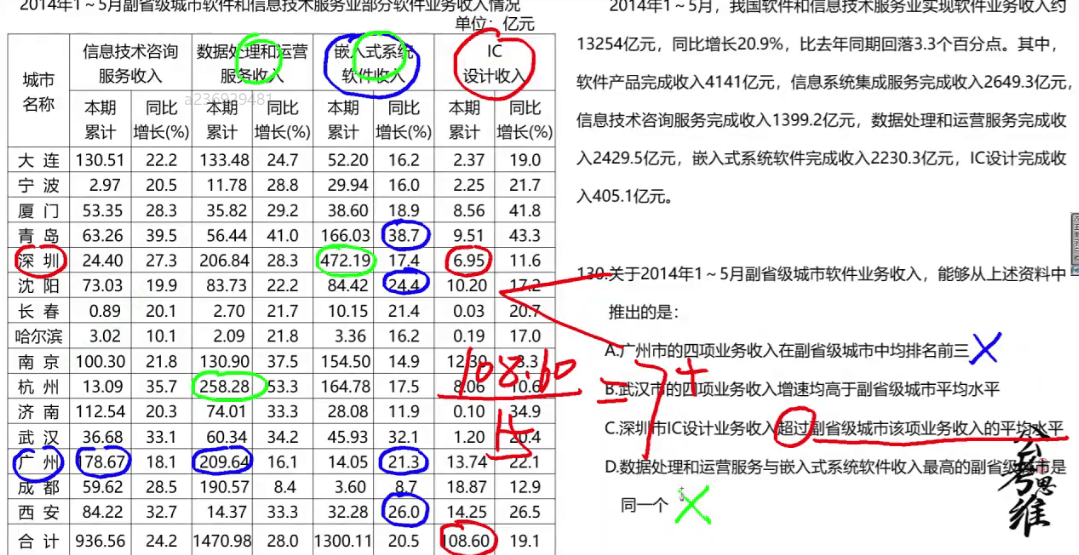 2014年1～5月副省级城市软件和信息技术服务业部分软件业务收入情况
单位：亿元
城市名称 信息技术咨询服务收入 数据处理和运营服务收入 嵌入式系统软件收入 IC设计收入
本期累计 同比增长(%) 本期累计 同比增长(%) 本期累计 同比增长(%) 本期累计 同比增长(%)
大连 130.51 22.2 133.48 24.7 52.20 16.2 2.37 19.0
宁波 2.97 20.5 11.78 28.8 29.94 16.0 2.25 21.7
厦门 53.35 28.3 35.82 29.2 38.60 18.9 8.56 41.8
青岛 63.26 39.5 56.44 41.0 166.03 38.7 9.51 43.3
深圳 24.40 27.3 206.84 28.3 472.19 17.4 6.95 11.6
沈阳 73.03 19.9 83.73 22.2 84.42 24.4 10.20 17.2
长春 0.89 20.1 2.70 21.7 10.15 21.4 0.03 20.7
哈尔滨 3.02 10.1 2.09 21.8 3.36 16.2 0.19 17.0
南京 100.30 21.8 130.90 37.5 154.50 14.9 12.30 3.3
杭州 13.09 35.7 258.28 53.3 164.78 17.5 8.06 10.6
济南 112.54 20.3 74.01 33.3 28.08 11.9 0.10 34.9
武汉 36.68 33.1 60.34 34.2 45.93 32.1 1.20 20.4
广州 178.67 18.1 209.64 16.1 14.05 21.3 13.74 22.1
成都 59.62 28.5 190.57 8.4 3.60 8.7 18.87 12.9
西安 84.22 32.7 14.37 33.3 32.28 26.0 14.25 26.5
合计 936.56 24.2 1470.98 28.0 1300.11 20.5 108.60 19.1
a236929481
108.60
15
= 7+
2014年1～5月，我国软件和信息技术服务业实现软件业务收入约
13254亿元，同比增长20.9%，比去年同期回落3.3个百分点。其中，
软件产品完成收入4141亿元，信息系统集成服务完成收入2649.3亿元，
信息技术咨询服务完成收入1399.2亿元，数据处理和运营服务完成收
入2429.5亿元，嵌入式系统软件完成收入2230.3亿元，IC设计完成收
入405.1亿元。
130.关于2014年1～5月副省级城市软件业务收入，能够从上述资料中
推出的是：
A.广州市的四项业务收入在副省级城市中均排名前三
B.武汉市的四项业务收入增速均高于副省级城市平均水平
C.深圳市IC设计业务收入超过副省级城市该项业务收入的平均水平
D.数据处理和运营服务与嵌入式系统软件收入最高的副省级城市是
同一个
公考思维